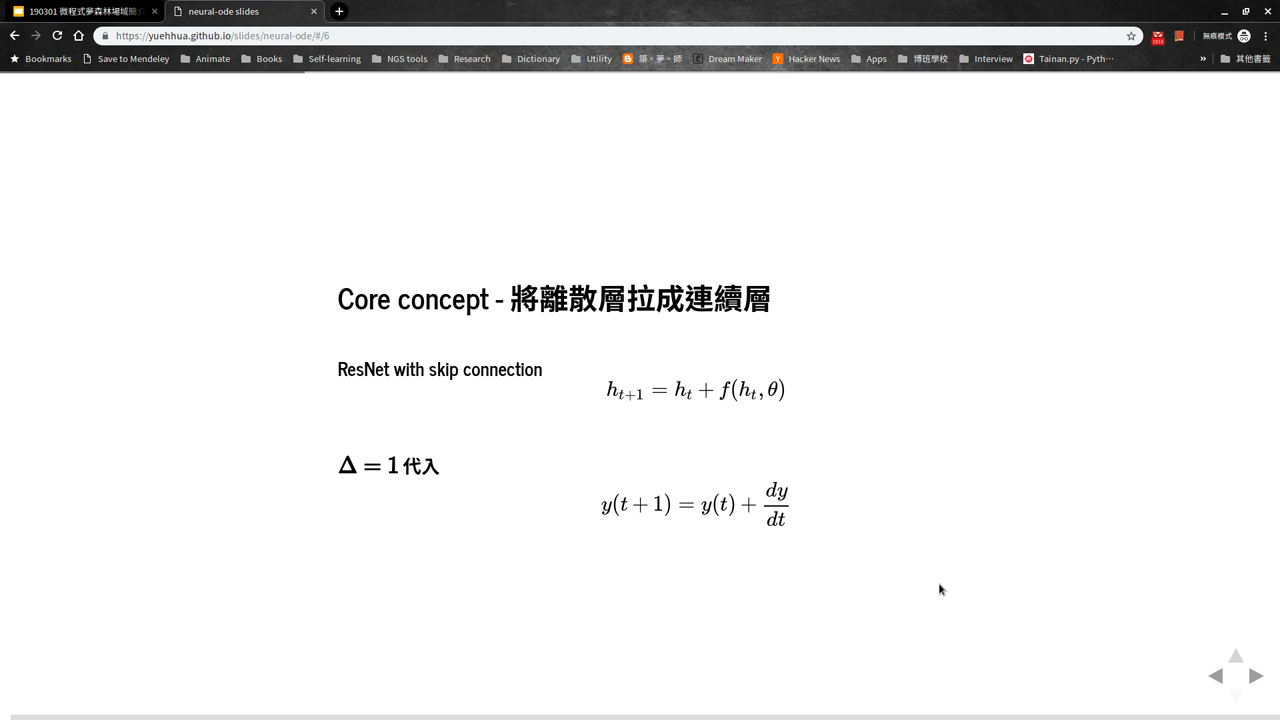 190301 微程式夢森林場域簡介
neural-ode slides
https://yuehhua.github.io/slides/neural-ode/#/6
無痕模式
Bookmarks Save to Mendeley Animate Books Self-learning NGS tools Research Dictionary Utility 築。夢。師 Dream Maker Hacker News Apps 博班學校 Interview Tainan.py - Pyth… » 其他書籤
Core concept - 將離散層拉成連續層
ResNet with skip connection
h_{t+1} = h_t + f(h_t, θ)
Δ = 1 代入
y(t + 1) = y(t) + \frac{dy}{dt}